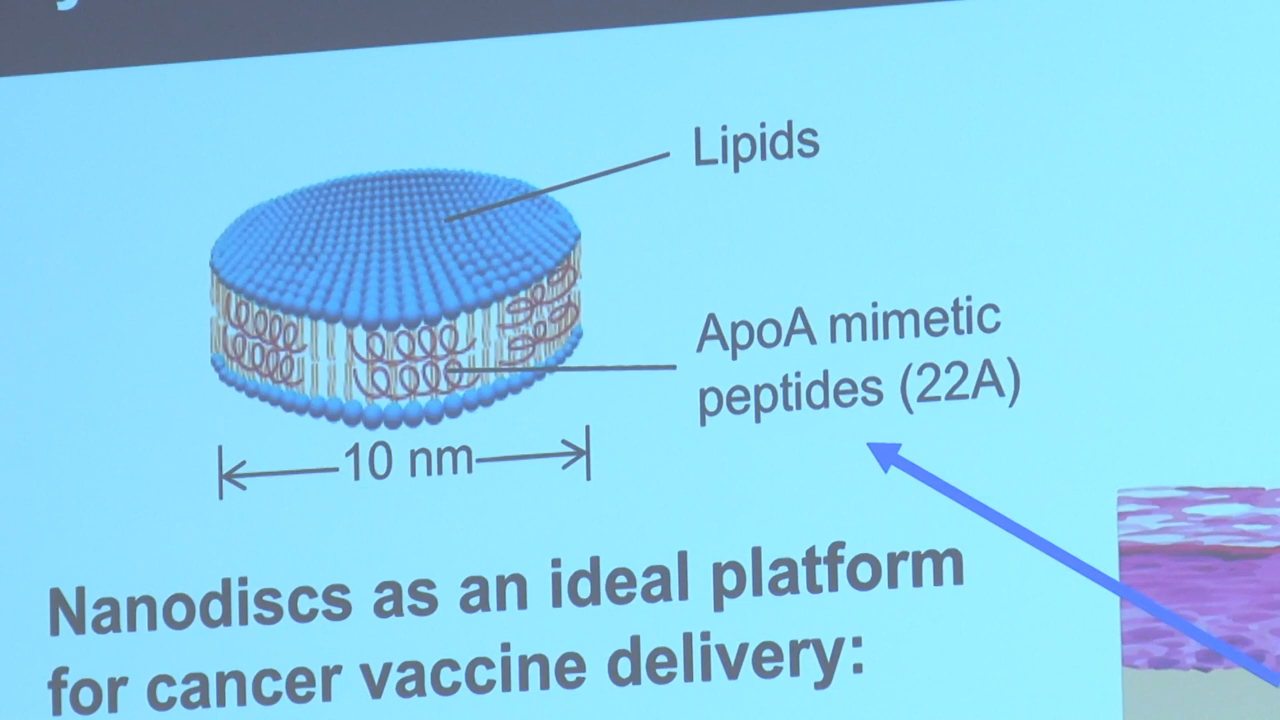 Lipids
ApoA mimetic
peptides (22A)
10 nm
Nanodiscs as an ideal platform
for cancer vaccine delivery: